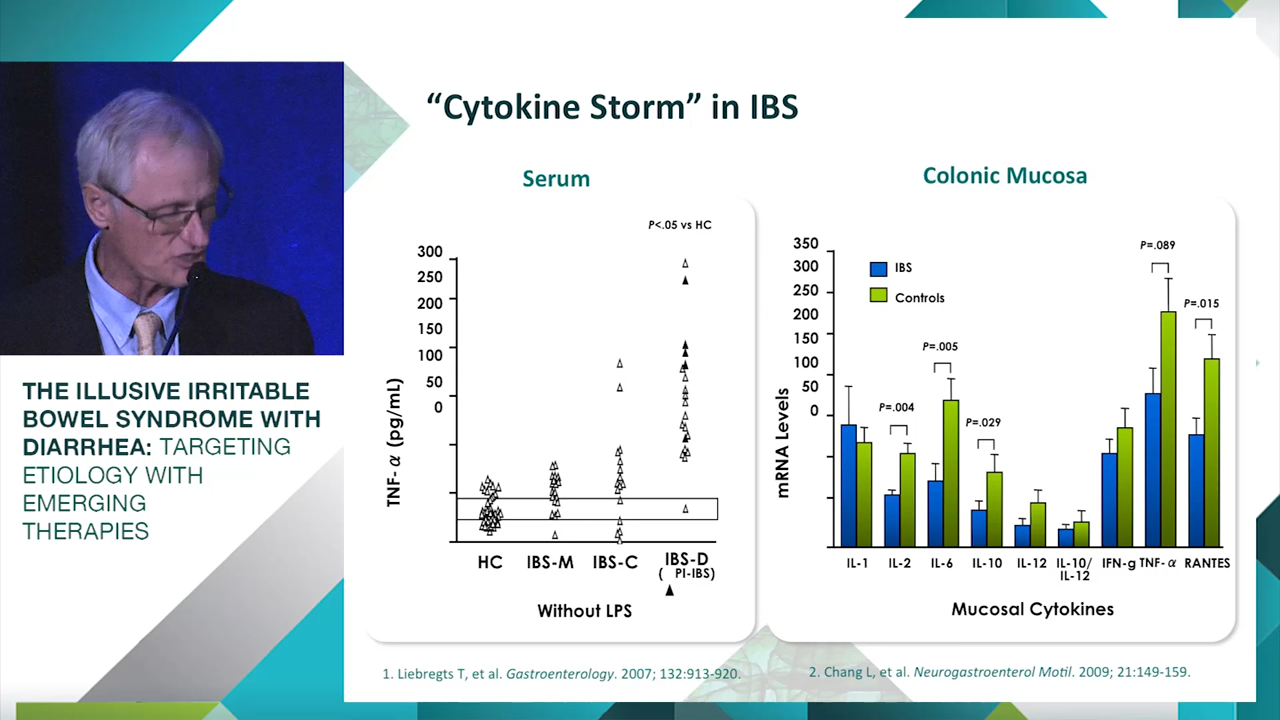 “Cytokine Storm” in IBS
Serum
P<.05 vs HC
300
250
200
150
100
50
0
TNF- α (pg/mL)
HC
IBS-M
IBS-C
IBS-D
( PI-IBS)
Without LPS
Colonic Mucosa
350
300
250
200
150
100
50
0
mRNA Levels
IBS
Controls
P=.004
P=.005
P=.029
P=.089
P=.015
IL-1
IL-2
IL-6
IL-10
IL-12
IL-10/
IL-12
IFN-g
TNF- α
RANTES
Mucosal Cytokines
1. Liebregts T, et al. Gastroenterology. 2007; 132:913-920.
2. Chang L, et al. Neurogastroenterol Motil. 2009; 21:149-159.
THE ILLUSIVE IRRITABLE
BOWEL SYNDROME WITH
DIARRHEA: TARGETING
ETIOLOGY WITH
EMERGING
THERAPIES